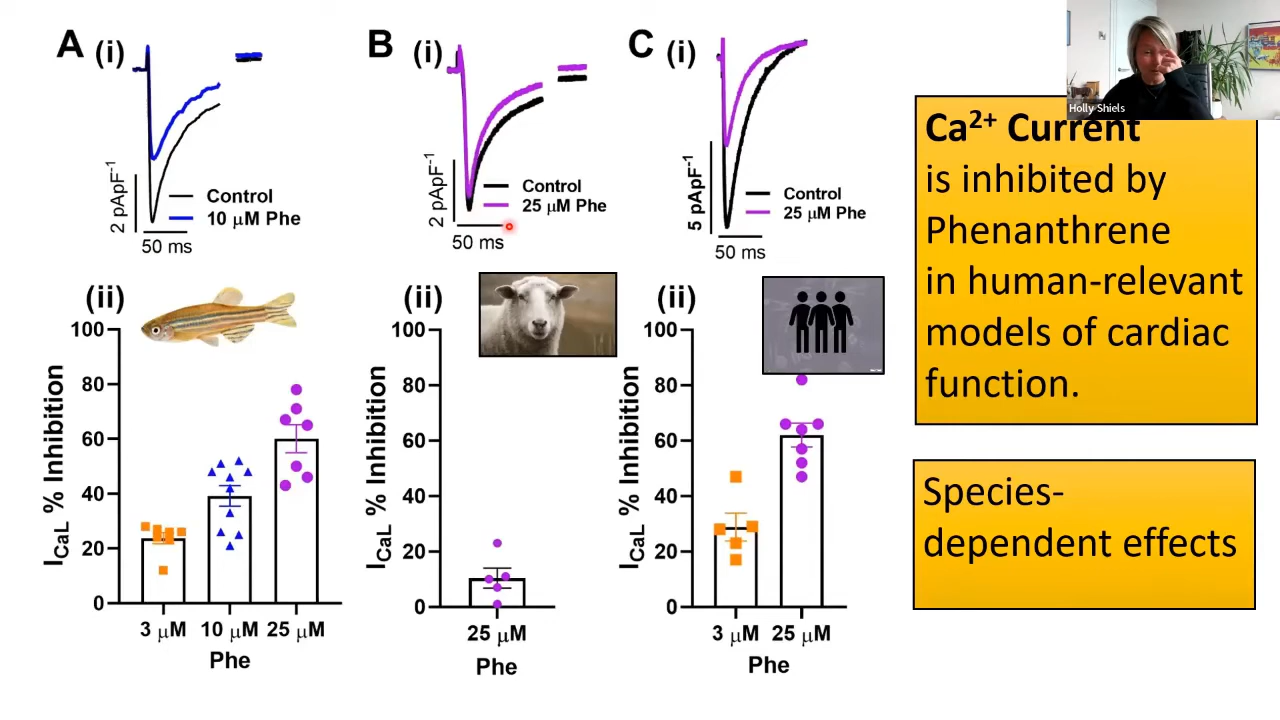 A (i)
2 pApF⁻¹
Control
10 μM Phe
50 ms
B (i)
2 pApF⁻¹
Control
25 μM Phe
50 ms
C (i)
5 pApF⁻¹
Control
25 μM Phe
50 ms
(ii)
I_CaL % Inhibition
100
80
60
40
20
0
3 μM 10 μM 25 μM
Phe
(ii)
I_CaL % Inhibition
100
80
60
40
20
0
25 μM
Phe
(ii)
I_CaL % Inhibition
100
80
60
40
20
0
3 μM 25 μM
Phe
Holly Shiels
Ca²⁺ Current
is inhibited by
Phenanthrene
in human-relevant
models of cardiac
function.
Species-
dependent effects